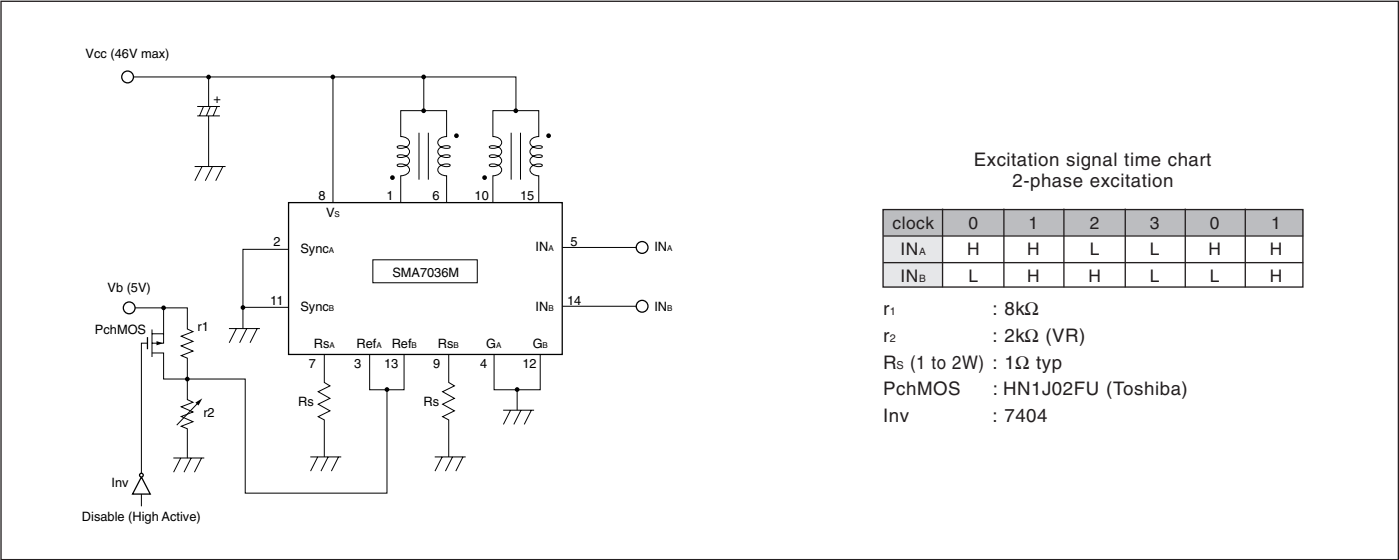 Vcc (46V max)
+
8 1 6 10 15
Vs
2 SyncA INA 5 INA
SMA7036M
Vb (5V)
11 SyncB INB 14 INB
PchMOS r1
RsA RefA RefB RsB GA GB
7 3 13 9 4 12
Rs Rs
r2
Inv
Disable (High Active)
Excitation signal time chart
2-phase excitation
clock 0 1 2 3 0 1
INA H H L L H H
INB L H H L L H
r1 : 8kΩ
r2 : 2kΩ (VR)
Rs (1 to 2W) : 1Ω typ
PchMOS : HN1J02FU (Toshiba)
Inv : 7404